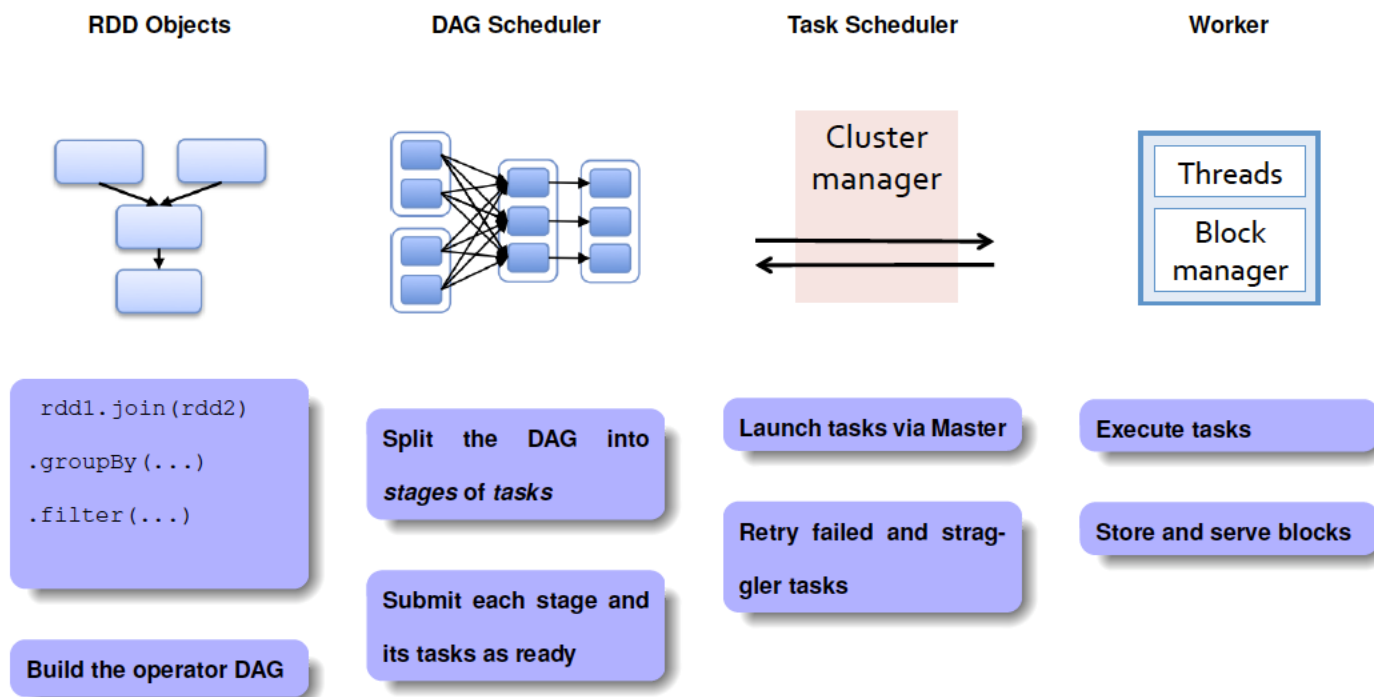 RDD Objects
DAG Scheduler
Task Scheduler
Worker
Cluster
manager
Threads
Block
manager
rdd1.join(rdd2)
.groupBy(...)
.filter(...)
Build the operator DAG
Split the DAG into
stages of tasks
Submit each stage and
its tasks as ready
Launch tasks via Master
Retry failed and strag-
gler tasks
Execute tasks
Store and serve blocks